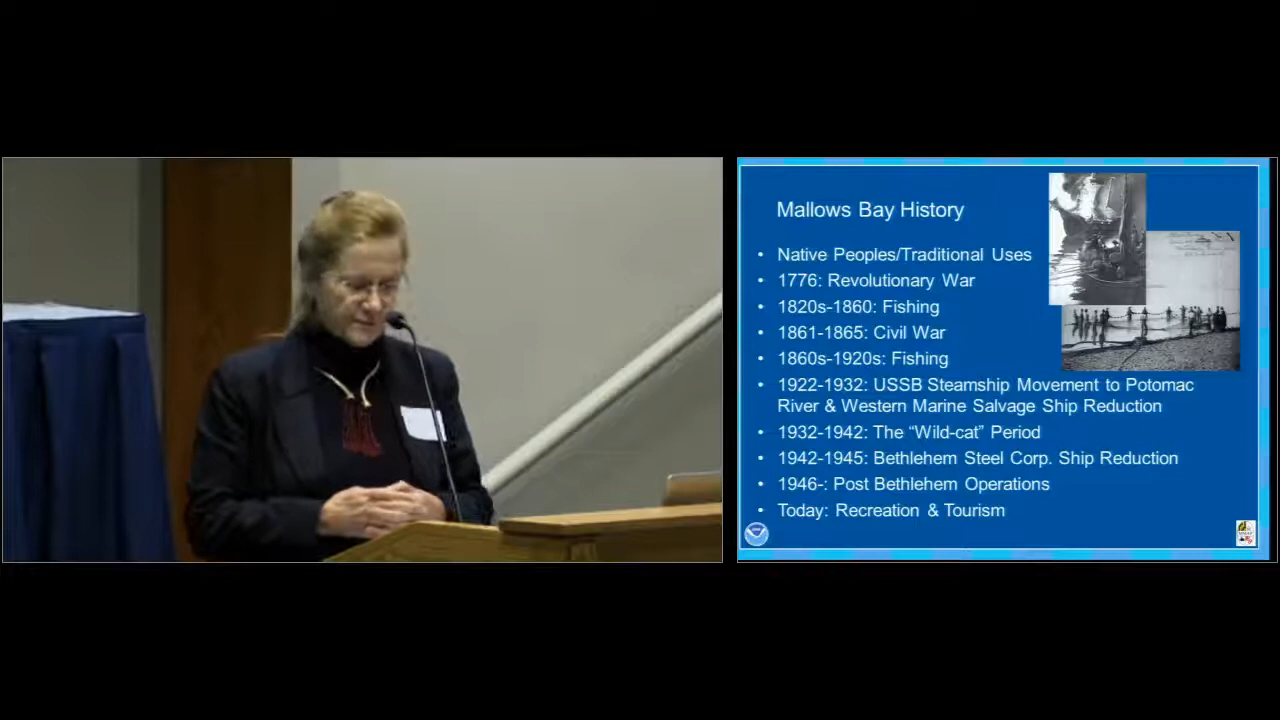 Mallows Bay History
• Native Peoples/Traditional Uses
• 1776: Revolutionary War
• 1820s-1860: Fishing
• 1861-1865: Civil War
• 1860s-1920s: Fishing
• 1922-1932: USSB Steamship Movement to Potomac
River & Western Marine Salvage Ship Reduction
• 1932-1942: The “Wild-cat” Period
• 1942-1945: Bethlehem Steel Corp. Ship Reduction
• 1946-: Post Bethlehem Operations
• Today: Recreation & Tourism